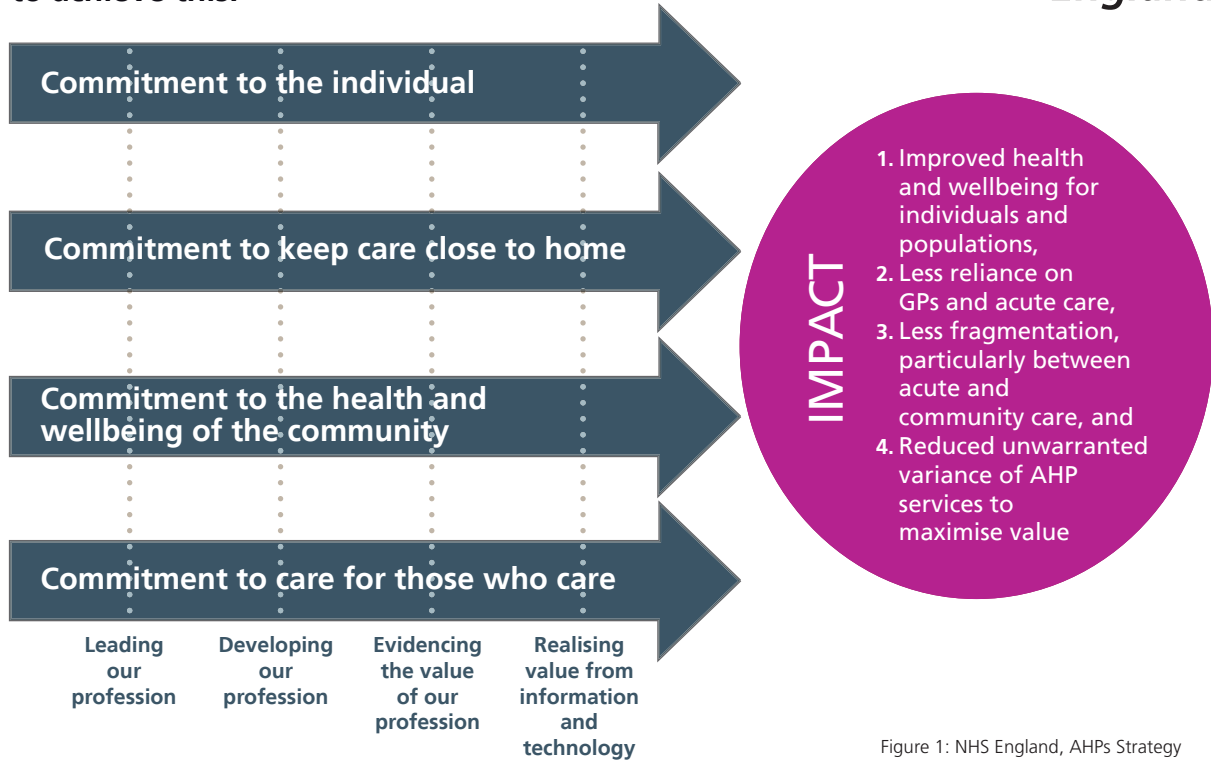 to achieve this.
England
Commitment to the individual
Commitment to keep care close to home
Commitment to the health and
wellbeing of the community
Commitment to care for those who care
Leading
our
profession
Developing
our
profession
Evidencing
the value
of our
profession
Realising
value from
information
and
technology
IMPACT
1. Improved health
and wellbeing for
individuals and
populations,
2. Less reliance on
GPs and acute care,
3. Less fragmentation,
particularly between
acute and
community care, and
4. Reduced unwarranted
variance of AHP
services to
maximise value
Figure 1: NHS England, AHPs Strategy